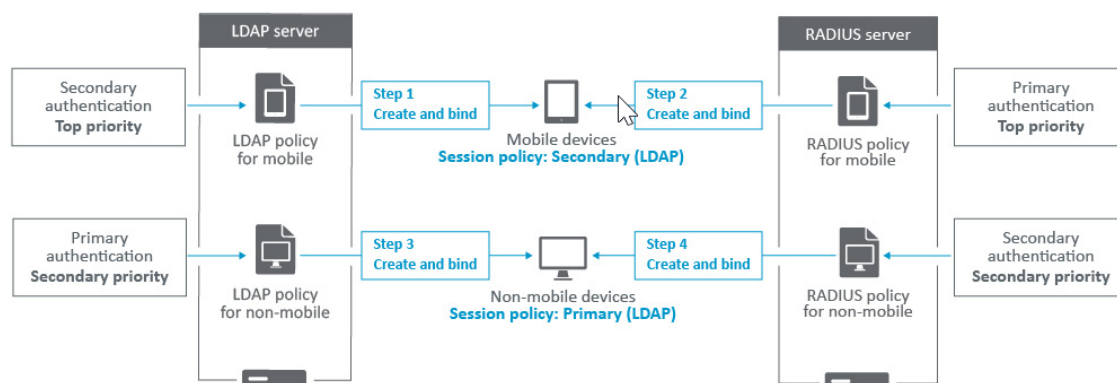 LDAP server
RADIUS server
Secondary
authentication
Top priority
LDAP policy
for mobile
Step 1
Create and bind
Mobile devices
Session policy: Secondary (LDAP)
Step 2
Create and bind
RADIUS policy
for mobile
Primary
authentication
Top priority
Primary
authentication
Secondary priority
LDAP policy
for non-mobile
Step 3
Create and bind
Non-mobile devices
Session policy: Primary (LDAP)
Step 4
Create and bind
RADIUS policy
for non-mobile
Secondary
authentication
Secondary priority